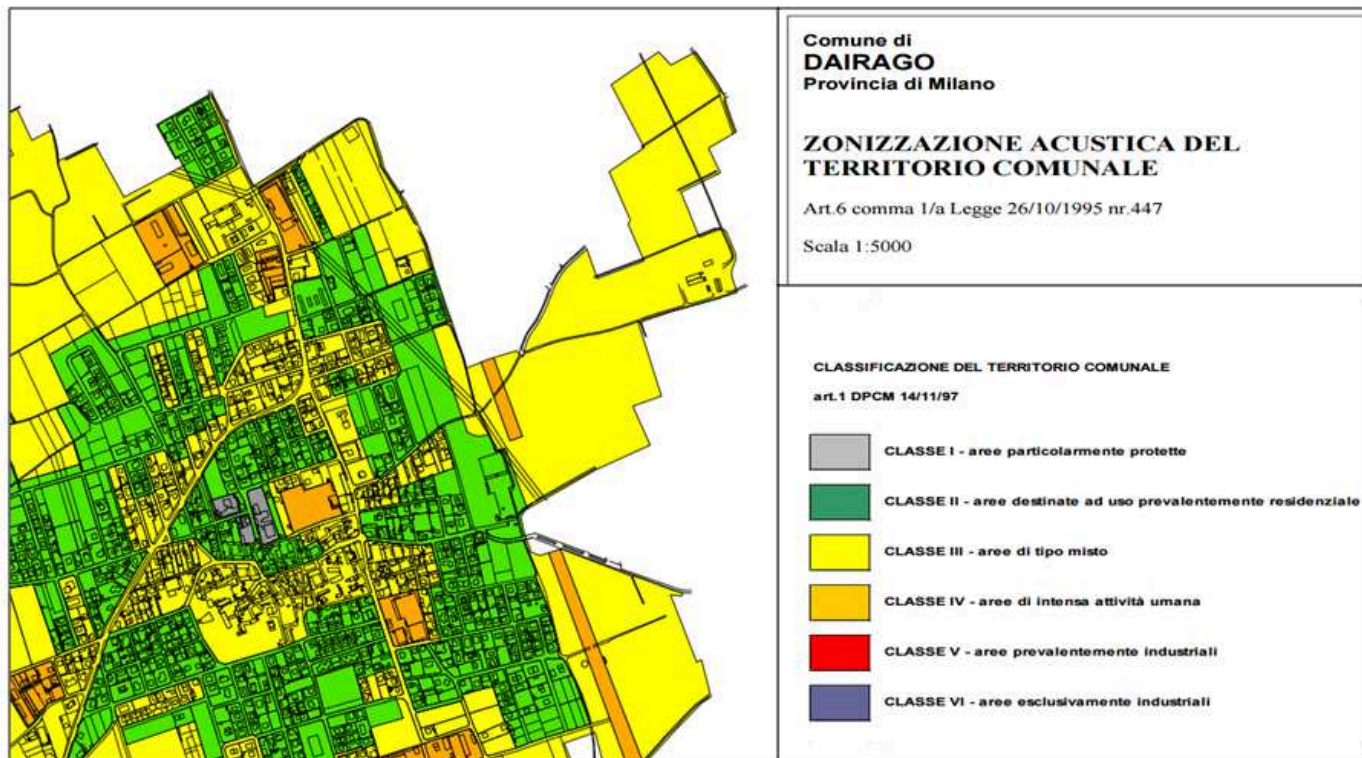 Comune di
DAIRAGO
Provincia di Milano
ZONIZZAZIONE ACUSTICA DEL
TERRITORIO COMUNALE
Art.6 comma 1/a Legge 26/10/1995 nr.447
Scala 1:5000
CLASSIFICAZIONE DEL TERRITORIO COMUNALE
art.1 DPCM 14/11/97
CLASSE I - aree particolarmente protette
CLASSE II - aree destinate ad uso prevalentemente residenziale
CLASSE III - aree di tipo misto
CLASSE IV - aree di intensa attività umana
CLASSE V - aree prevalentemente industriali
CLASSE VI - aree esclusivamente industriali